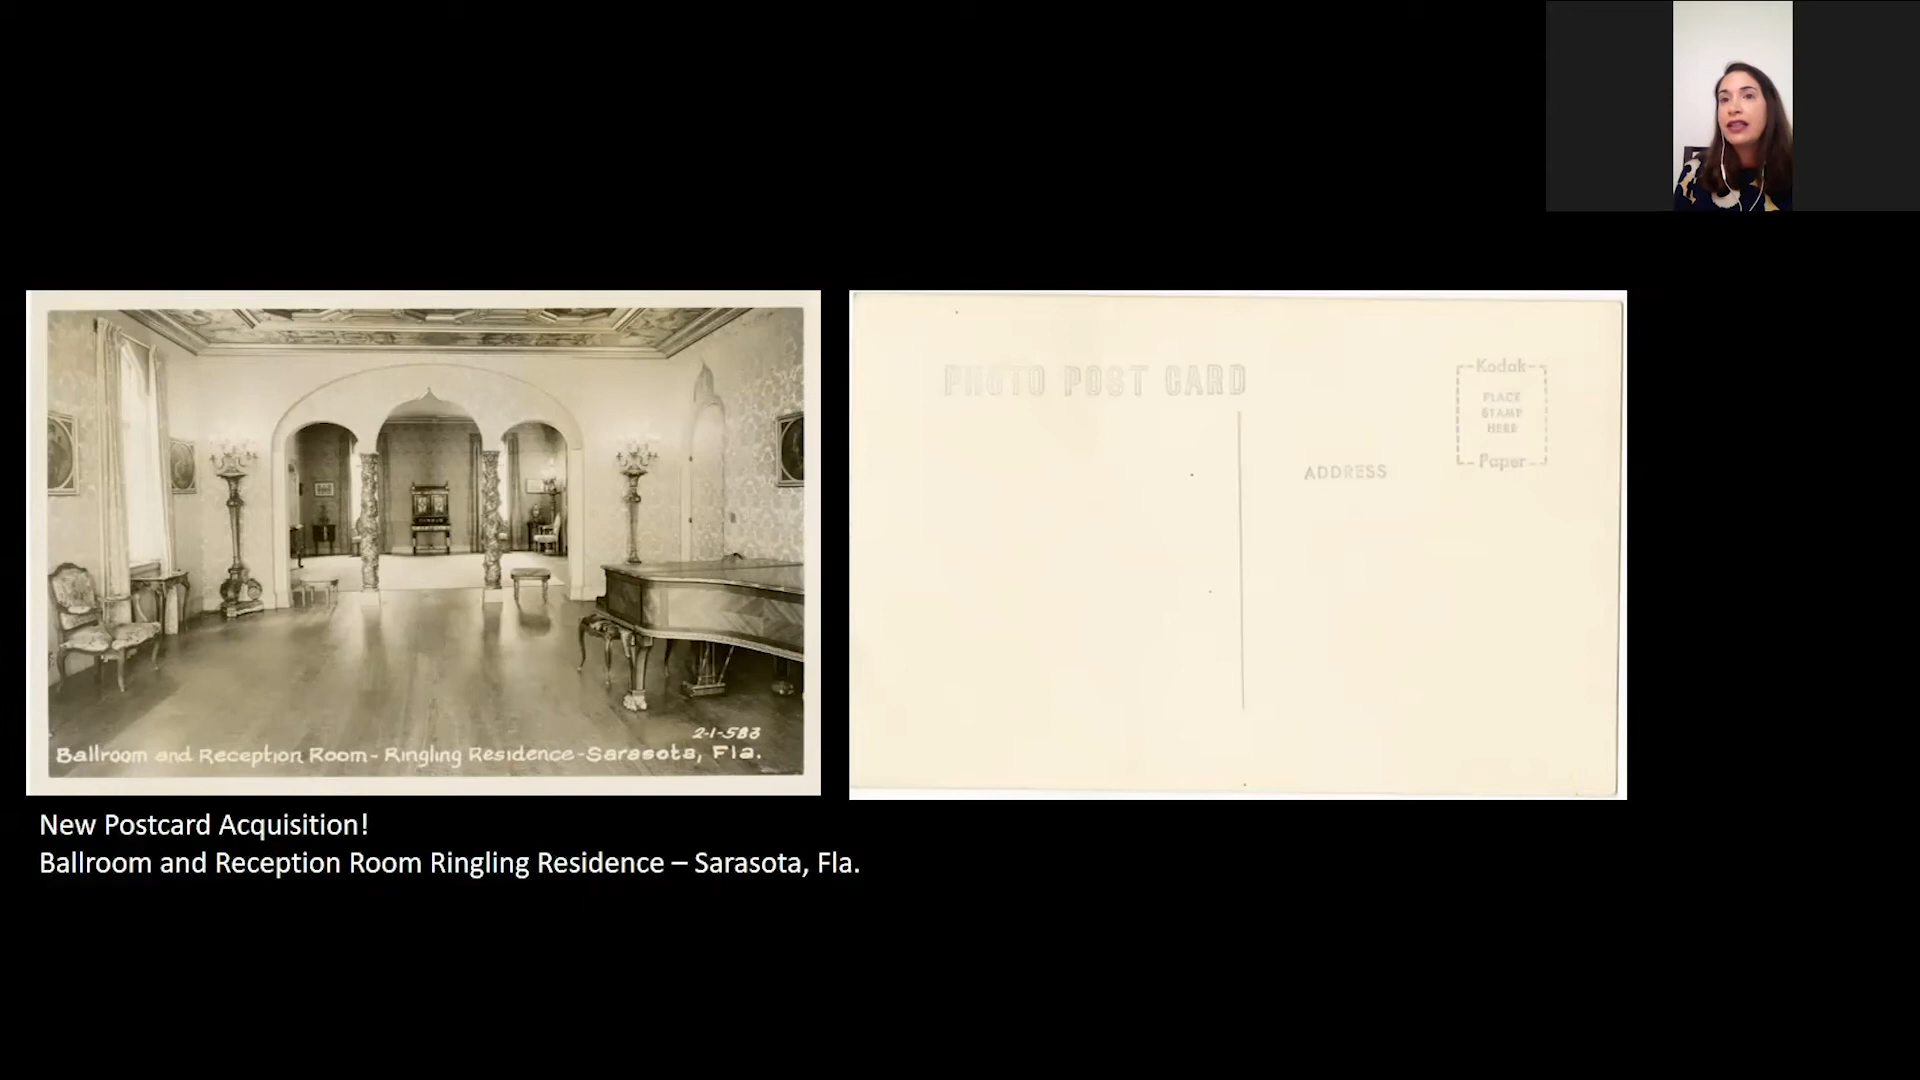 2-1-583
Ballroom and Reception Room - Ringling Residence - Sarasota, Fla.
PHOTO POST CARD
Kodak
PLACE
STAMP
HERE
Paper
ADDRESS
New Postcard Acquisition!
Ballroom and Reception Room Ringling Residence – Sarasota, Fla.